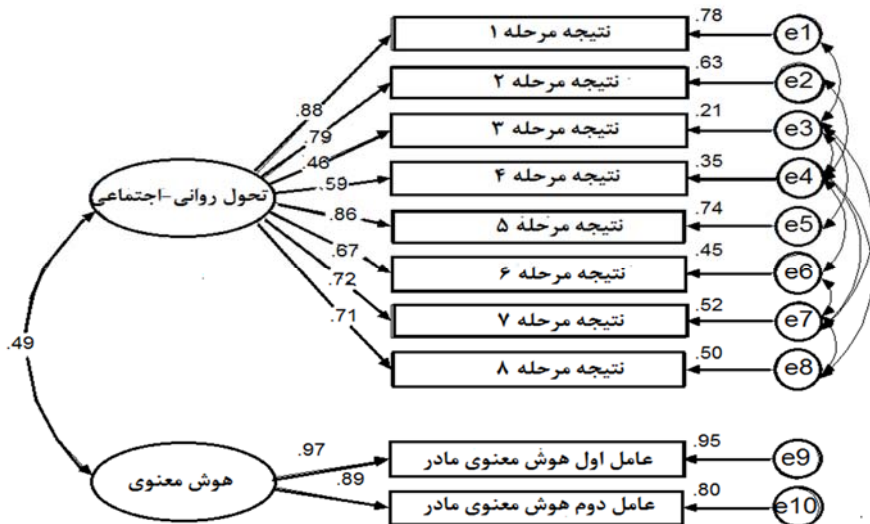 .78
نتیجه مرحله ۱
e1
.63
نتیجه مرحله ۲
e2
.21
نتیجه مرحله ۳
e3
.35
نتیجه مرحله ۴
e4
.74
نتیجه مرحله ۵
e5
.45
نتیجه مرحله ۶
e6
.52
نتیجه مرحله ۷
e7
.50
نتیجه مرحله ۸
e8
.88
.79
.46
.59
.86
.67
.72
.71
تحول روانی-اجتماعی
.49
هوش معنوی
.97
.89
.95
عامل اول هوش معنوی مادر
e9
.80
عامل دوم هوش معنوی مادر
e10